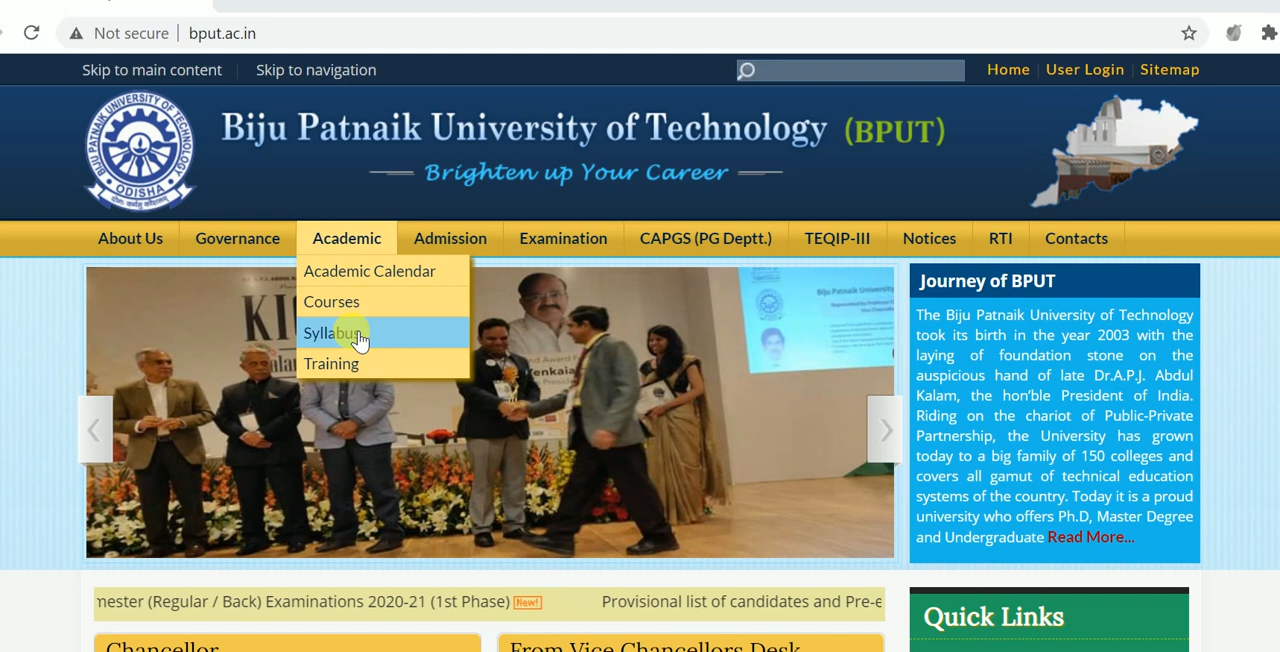 Not secure | bput.ac.in
Skip to main content
Skip to navigation
Home
User Login
Sitemap
BIJU PATNAIK UNIVERSITY OF TECHNOLOGY
ODISHA
Biju Patnaik University of Technology (BPUT)
Brighten up Your Career
About Us
Governance
Academic
Admission
Examination
CAPGS (PG Deptt.)
TEQIP-III
Notices
RTI
Contacts
Academic Calendar
Courses
Syllabus
Training
Journey of BPUT
The Biju Patnaik University of Technology
took its birth in the year 2003 with the
laying of foundation stone on the
auspicious hand of late Dr.A.P.J. Abdul
Kalam, the hon'ble President of India.
Riding on the chariot of Public-Private
Partnership, the University has grown
today to a big family of 150 colleges and
covers all gamut of technical education
systems of the country. Today it is a proud
university who offers Ph.D, Master Degree
and Undergraduate Read More...
mester (Regular / Back) Examinations 2020-21 (1st Phase) New!
Provisional list of candidates and Pre-e
Chancellor
From Vice Chancellors Desk
Quick Links